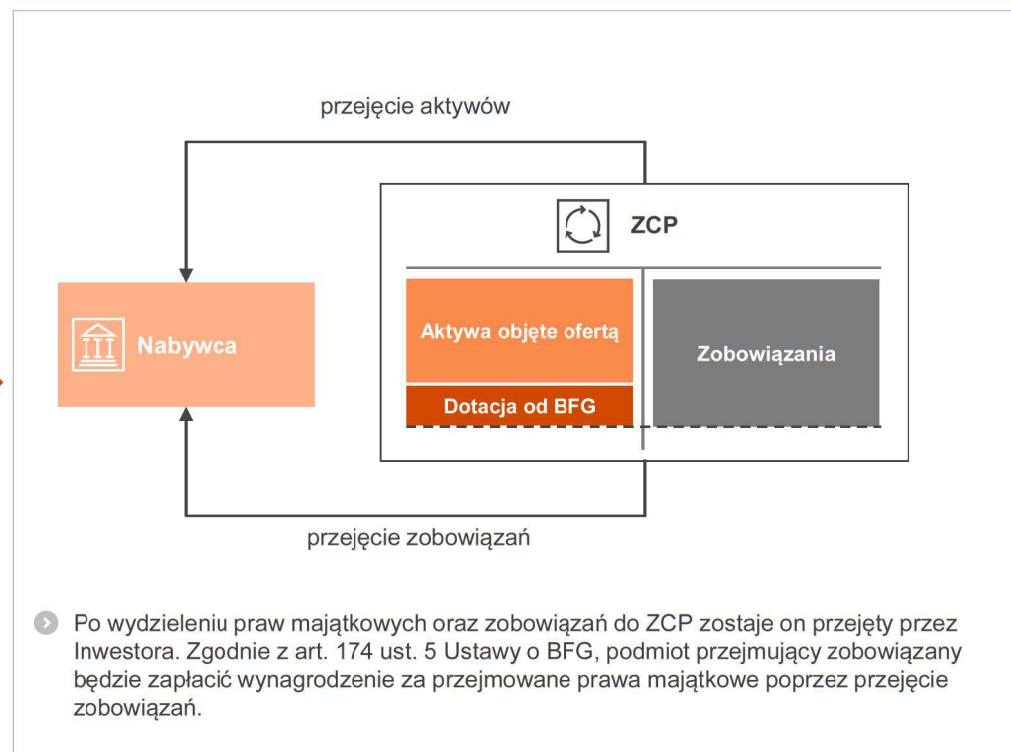 przejęcie aktywów
ZCP
Nabywca
Aktywa objęte ofertą
Zobowiązania
Dotacja od BFG
przejęcie zobowiązań
Po wydzieleniu praw majątkowych oraz zobowiązań do ZCP zostaje on przejęty przez
Inwestora. Zgodnie z art. 174 ust. 5 Ustawy o BFG, podmiot przejmujący zobowiązany
będzie zapłacić wynagrodzenie za przejmowane prawa majątkowe poprzez przejęcie
zobowiązań.